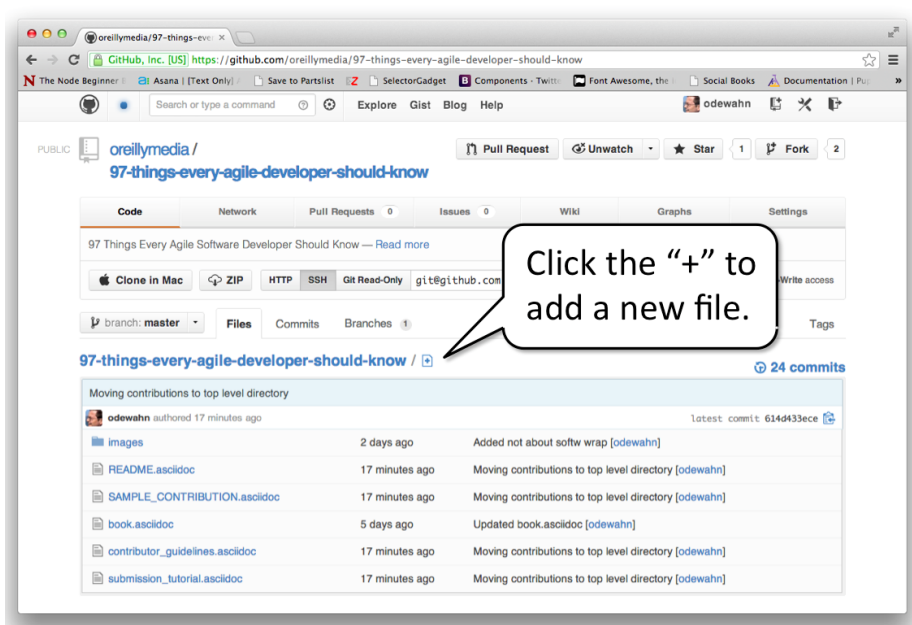 oreillymedia/97-things-ever ×
GitHub, Inc. [US] https://github.com/oreillymedia/97-things-every-agile-developer-should-know
The Node Beginner Asana | [Text Only] Save to Partslist SelectorGadget Components - Twitte Font Awesome, the Social Books Documentation | Pu »
Search or type a command Explore Gist Blog Help odewahn
PUBLIC oreillymedia /
97-things-every-agile-developer-should-know
Pull Request Unwatch Star 1 Fork 2
Code Network Pull Requests 0 Issues 0 Wiki Graphs Settings
97 Things Every Agile Software Developer Should Know — Read more
Clone in Mac ZIP HTTP SSH Git Read-Only git@github.com -Write access
Click the “+” to
add a new file.
branch: master Files Commits Branches 1 Tags
97-things-every-agile-developer-should-know / +
24 commits
Moving contributions to top level directory
odewahn authored 17 minutes ago latest commit 614d433ece
images 2 days ago Added not about softw wrap [odewahn]
README.asciidoc 17 minutes ago Moving contributions to top level directory [odewahn]
SAMPLE_CONTRIBUTION.asciidoc 17 minutes ago Moving contributions to top level directory [odewahn]
book.asciidoc 5 days ago Updated book.asciidoc [odewahn]
contributor_guidelines.asciidoc 17 minutes ago Moving contributions to top level directory [odewahn]
submission_tutorial.asciidoc 17 minutes ago Moving contributions to top level directory [odewahn]